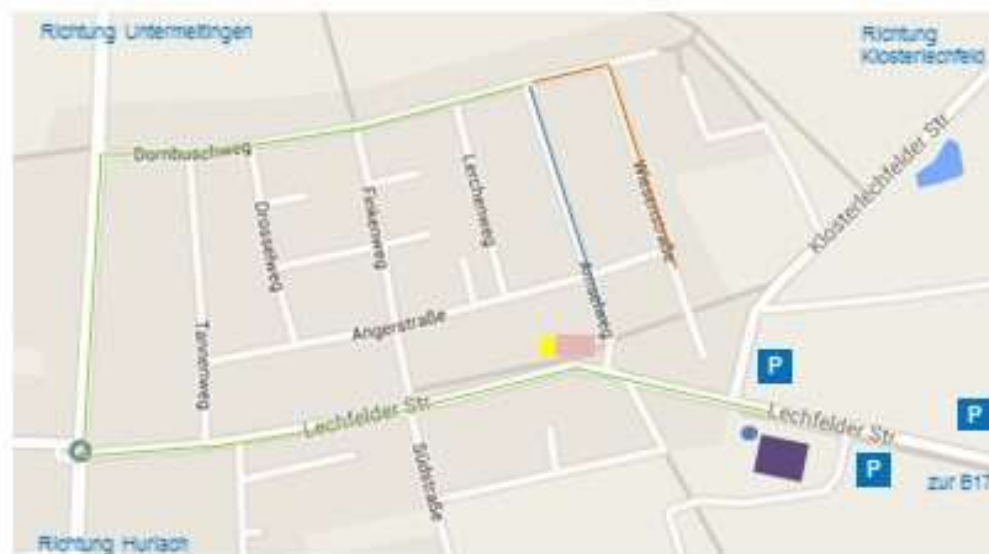 Richtung Untermeitingen
Richtung
Klosterlechfeld
Klosterlechfelder Str.
Dornbuschweg
Lerchenweg
Wiesenstraße
Finkenweg
Drosselweg
Amselweg
Angerstraße
Tannenweg
P
Lechfelder Str.
Lechfelder Str.
P
Südstraße
P
zur B17
Richtung Hurlach